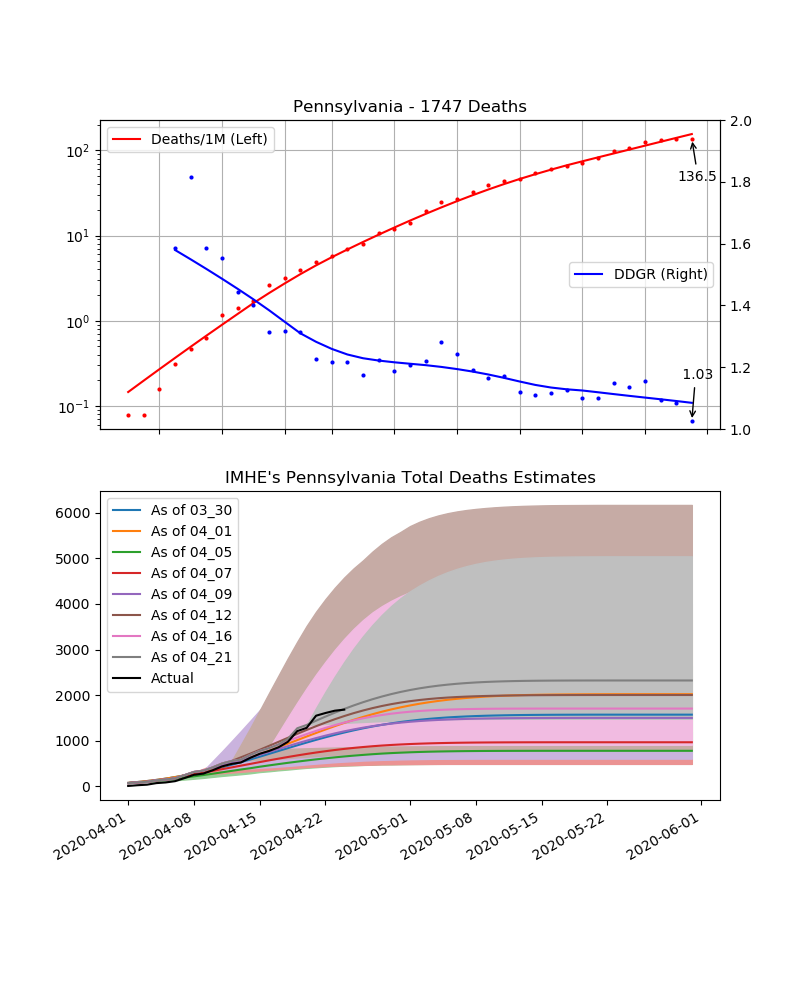 Pennsylvania - 1747 Deaths
Deaths/1M (Left)
DDGR (Right)
10²
10¹
10⁰
10⁻¹
2.0
1.8
1.6
1.4
1.2
1.0
136.5
1.03
IMHE's Pennsylvania Total Deaths Estimates
As of 03_30
As of 04_01
As of 04_05
As of 04_07
As of 04_09
As of 04_12
As of 04_16
As of 04_21
Actual
6000
5000
4000
3000
2000
1000
0
2020-04-01
2020-04-08
2020-04-15
2020-04-22
2020-05-01
2020-05-08
2020-05-15
2020-05-22
2020-06-01